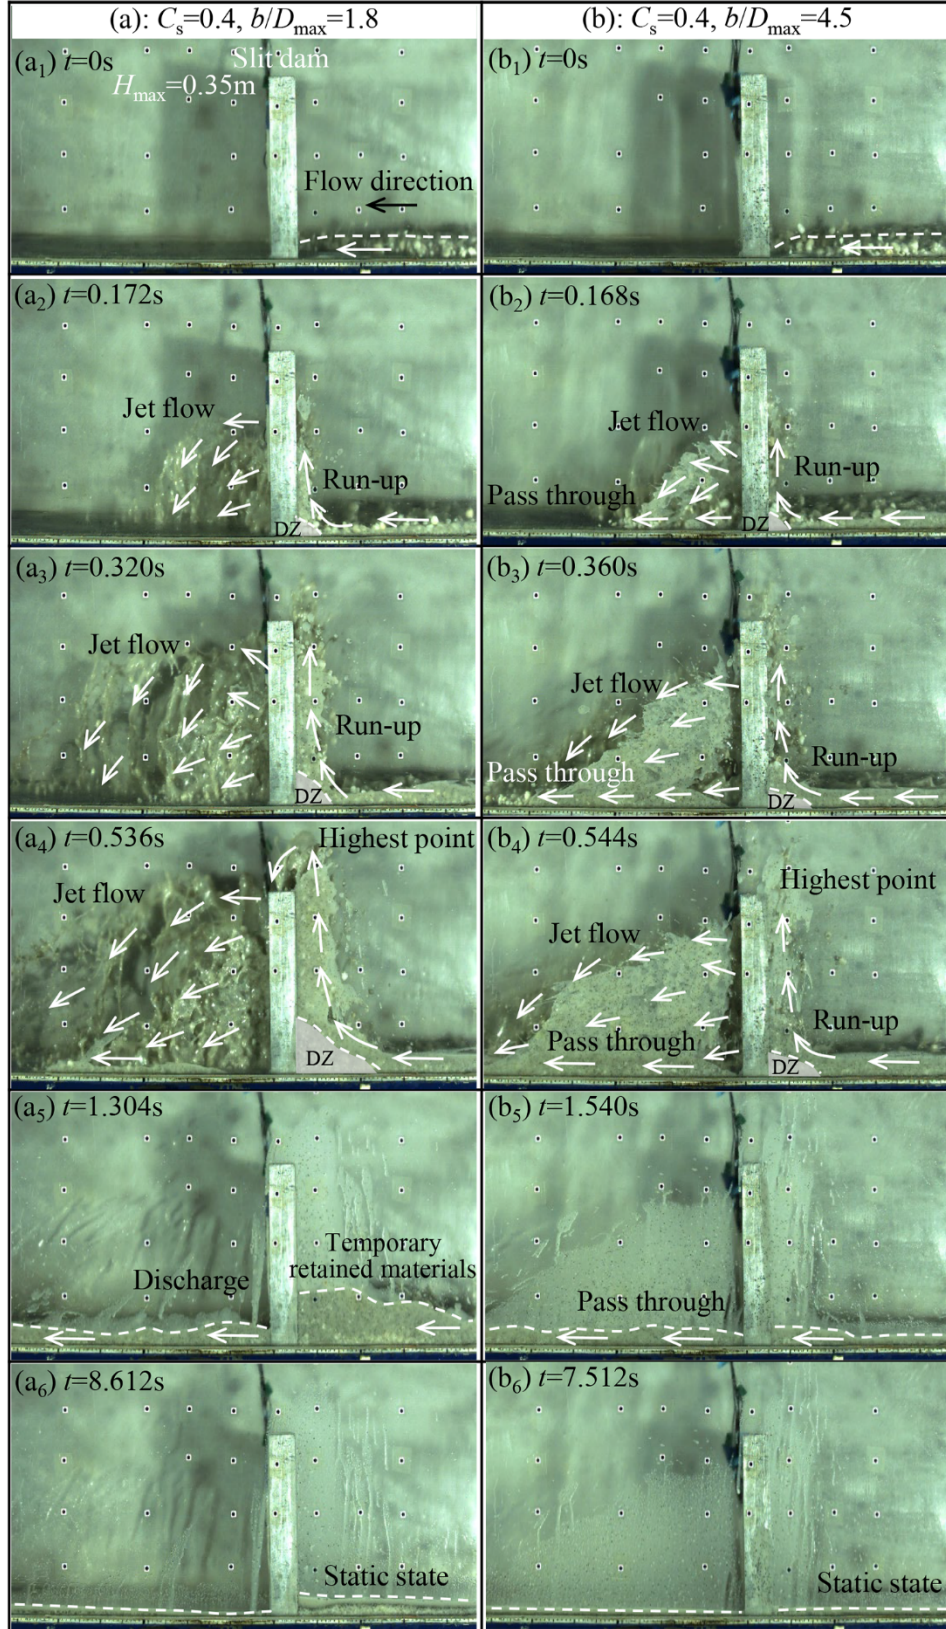 (a): Cs=0.4, b/Dmax=1.8
(b): Cs=0.4, b/Dmax=4.5
(a1) t=0s
Slit dam
Hmax=0.35m
Flow direction
(b1) t=0s
(a2) t=0.172s
Jet flow
Run-up
DZ
(b2) t=0.168s
Jet flow
Run-up
Pass through
DZ
(a3) t=0.320s
Jet flow
Run-up
DZ
(b3) t=0.360s
Jet flow
Run-up
Pass through
DZ
(a4) t=0.536s
Highest point
Jet flow
DZ
(b4) t=0.544s
Highest point
Jet flow
Run-up
Pass through
DZ
(a5) t=1.304s
Temporary
retained materials
Discharge
(b5) t=1.540s
Pass through
(a6) t=8.612s
Static state
(b6) t=7.512s
Static state